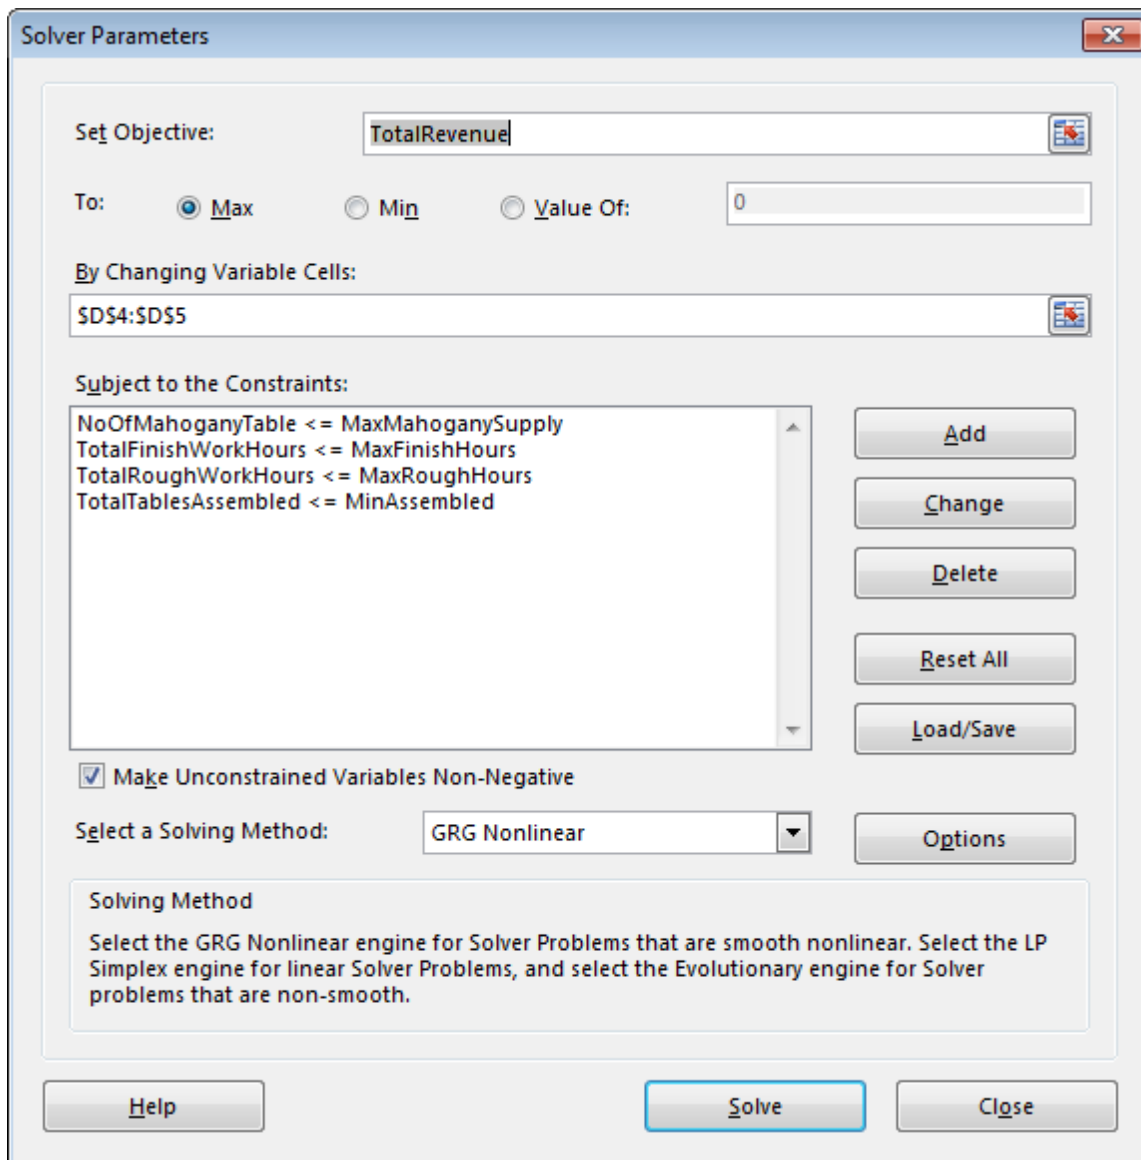 Solver Parameters
Set Objective: TotalRevenue
To: Max Min Value Of: 0
By Changing Variable Cells:
$D$4:$D$5
Subject to the Constraints:
NoOfMahoganyTable <= MaxMahoganySupply
TotalFinishWorkHours <= MaxFinishHours
TotalRoughWorkHours <= MaxRoughHours
TotalTablesAssembled <= MinAssembled
Add
Change
Delete
Reset All
Load/Save
Make Unconstrained Variables Non-Negative
Select a Solving Method: GRG Nonlinear Options
Solving Method
Select the GRG Nonlinear engine for Solver Problems that are smooth nonlinear. Select the LP
Simplex engine for linear Solver Problems, and select the Evolutionary engine for Solver
problems that are non-smooth.
Help Solve Close